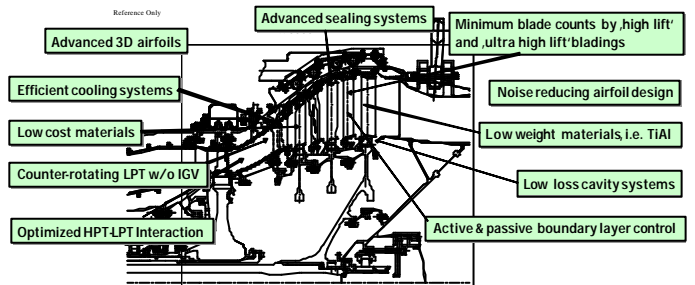 Reference Only
Advanced sealing systems
Minimum blade counts by ‚high lift‘
and ‚ultra high lift‘ bladings
Advanced 3D airfoils
Efficient cooling systems
Noise reducing airfoil design
Low cost materials
Low weight materials, i.e. TiAl
Counter-rotating LPT w/o IGV
Low loss cavity systems
Optimized HPT-LPT Interaction
Active & passive boundary layer control